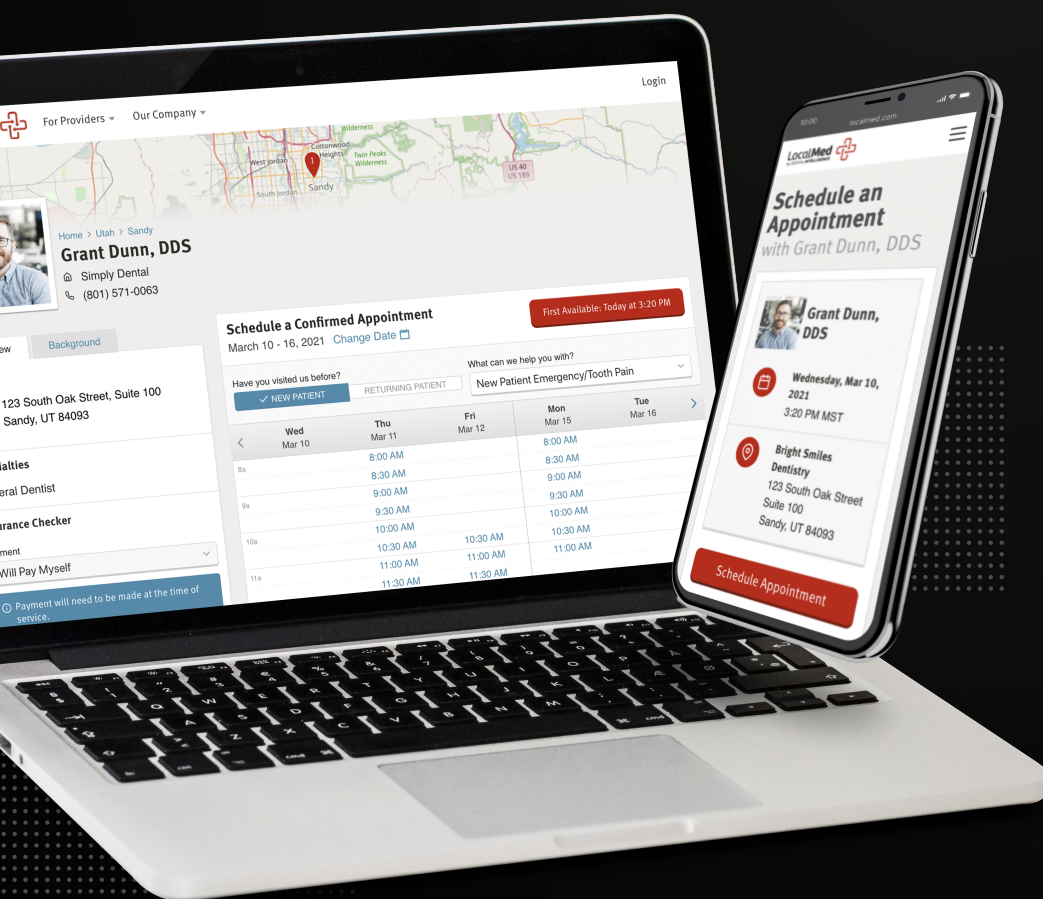 Login
For Providers
Our Company
Wilderness
Cottonwood
Heights
West Jordan
Twin Peaks
Wilderness
1
Sandy
South Jordan
US 40
US 189
Home > Utah > Sandy
Grant Dunn, DDS
Simply Dental
(801) 571-0063
ew
Background
123 South Oak Street, Suite 100
Sandy, UT 84093
ialties
eral Dentist
urance Checker
ment
Will Pay Myself
Payment will need to be made at the time of
service.
Schedule a Confirmed Appointment
March 10 - 16, 2021 Change Date
First Available: Today at 3:20 PM
Have you visited us before?
NEW PATIENT
RETURNING PATIENT
What can we help you with?
New Patient Emergency/Tooth Pain
Wed Thu Fri Mon Tue
Mar 10 Mar 11 Mar 12 Mar 15 Mar 16
8a
8:00 AM 8:00 AM
8:30 AM 8:30 AM
9a
9:00 AM 9:00 AM
9:30 AM 9:30 AM
10a
10:00 AM 10:00 AM
10:30 AM 10:30 AM 10:30 AM
11a
11:00 AM 11:00 AM 11:00 AM
11:30 AM 11:30 AM
10:00
localmed.com
LocalMed
Schedule an
Appointment
with Grant Dunn, DDS
Grant Dunn,
DDS
Wednesday, Mar 10,
2021
3:20 PM MST
Bright Smiles
Dentistry
123 South Oak Street
Suite 100
Sandy, UT 84093
Schedule Appointment
Q W E R T Y U I O P Å
A S D F G H J K L Æ Ø
Z X C V B N M
cmd
cmd